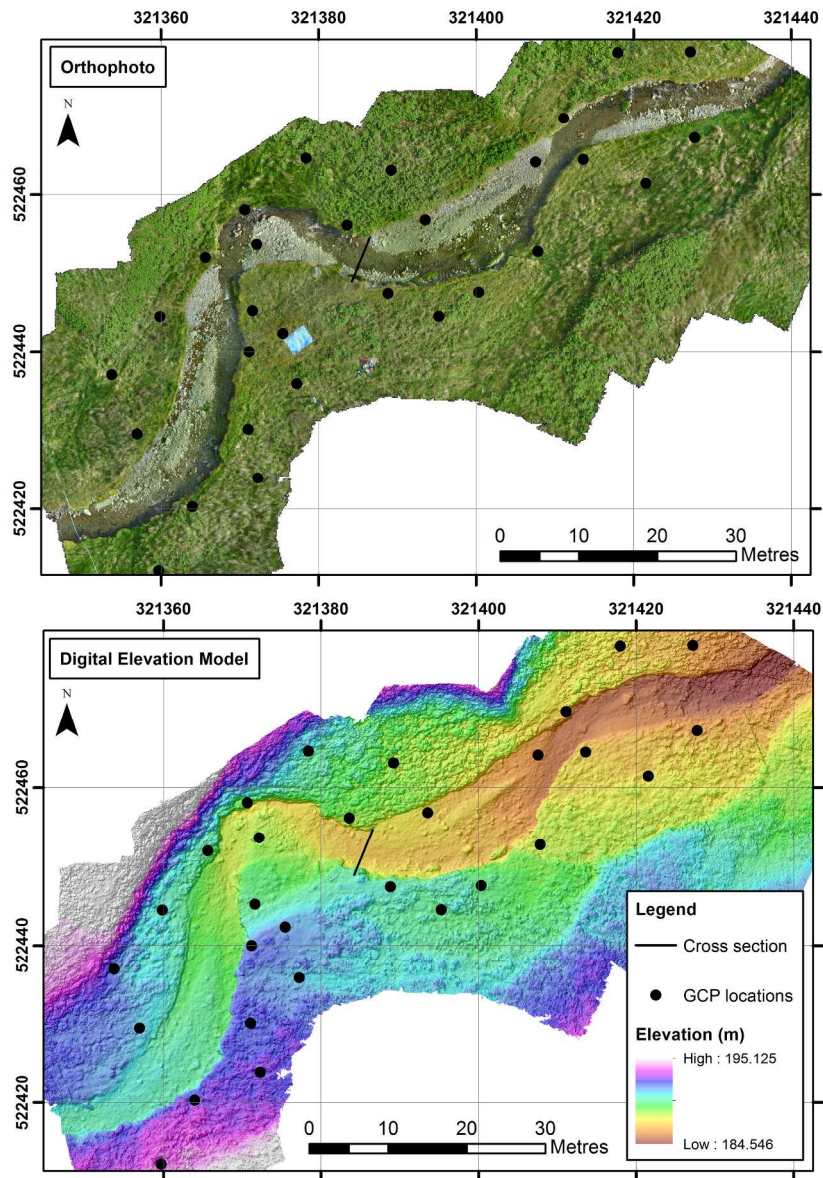 321360 321380 321400 321420 321440
Orthophoto
N
522460
522440
522420
0 10 20 30
Metres
321360 321380 321400 321420 321440
Digital Elevation Model
N
522460
522440
522420
Legend
Cross section
GCP locations
Elevation (m)
High : 195.125
Low : 184.546
0 10 20 30
Metres